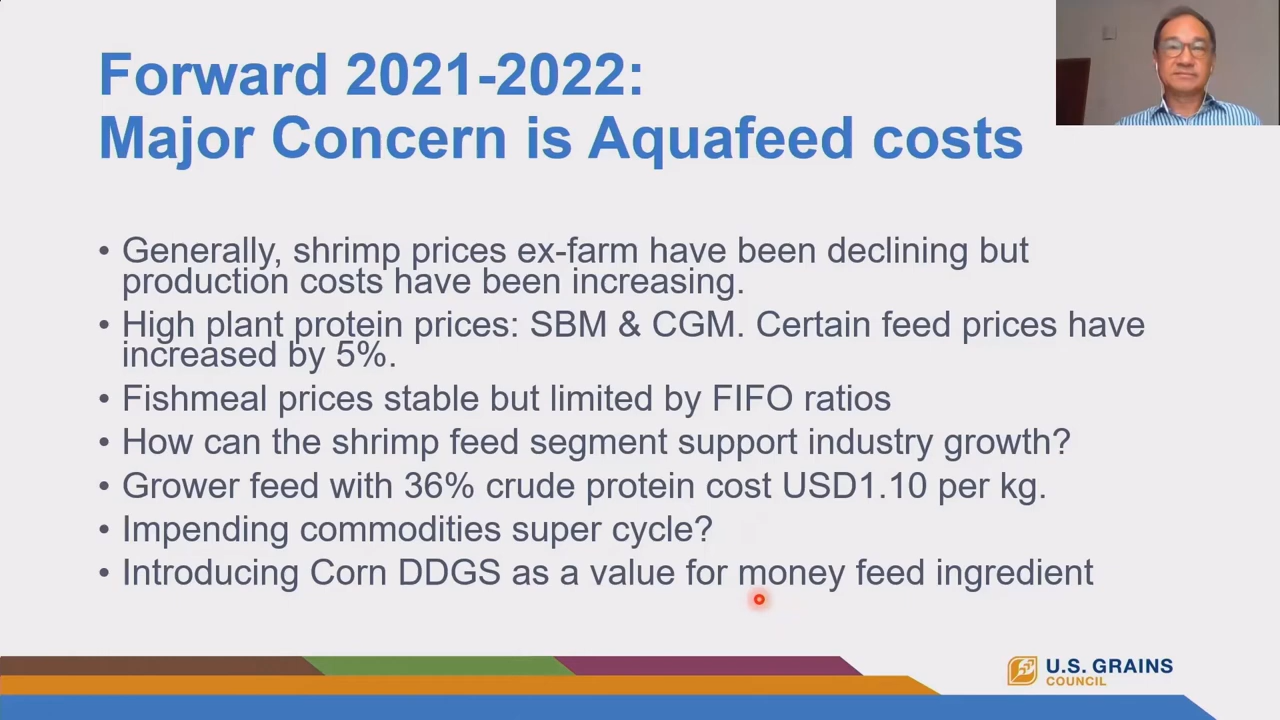 Forward 2021-2022:
Major Concern is Aquafeed costs
• Generally, shrimp prices ex-farm have been declining but
production costs have been increasing.
• High plant protein prices: SBM & CGM. Certain feed prices have
increased by 5%.
• Fishmeal prices stable but limited by FIFO ratios
• How can the shrimp feed segment support industry growth?
• Grower feed with 36% crude protein cost USD1.10 per kg.
• Impending commodities super cycle?
• Introducing Corn DDGS as a value for money feed ingredient
U.S. GRAINS
COUNCIL